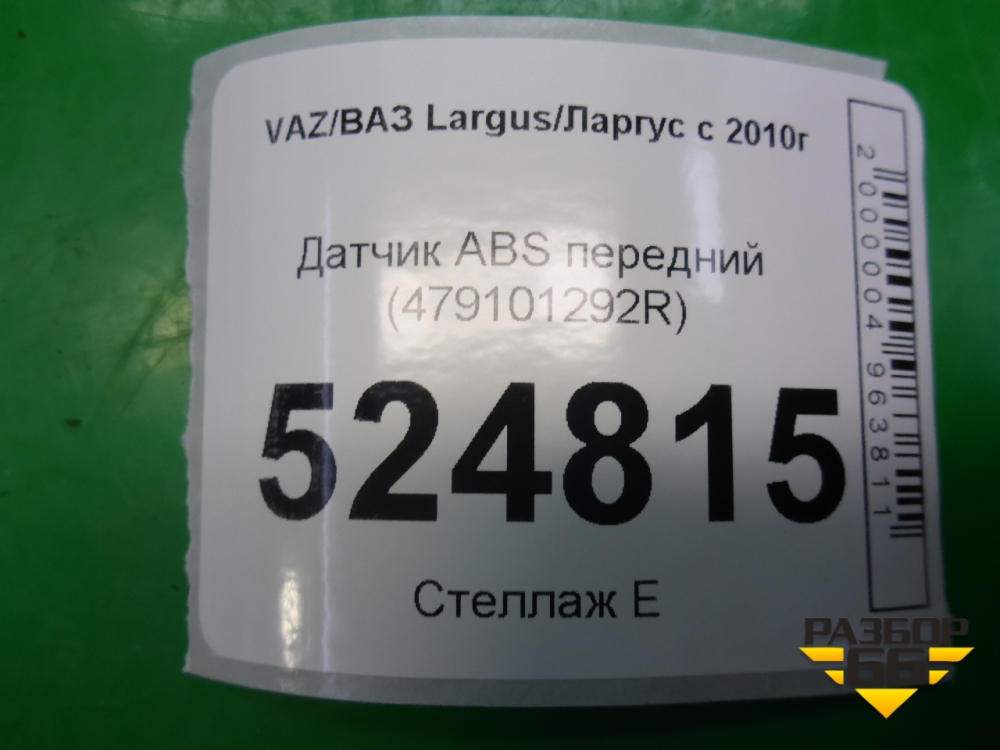 VAZ/ВАЗ Largus/Ларгус с 2010г
Датчик ABS передний
(479101292R)
524815
Стеллаж Е
2000004963811
РАЗБОР
66